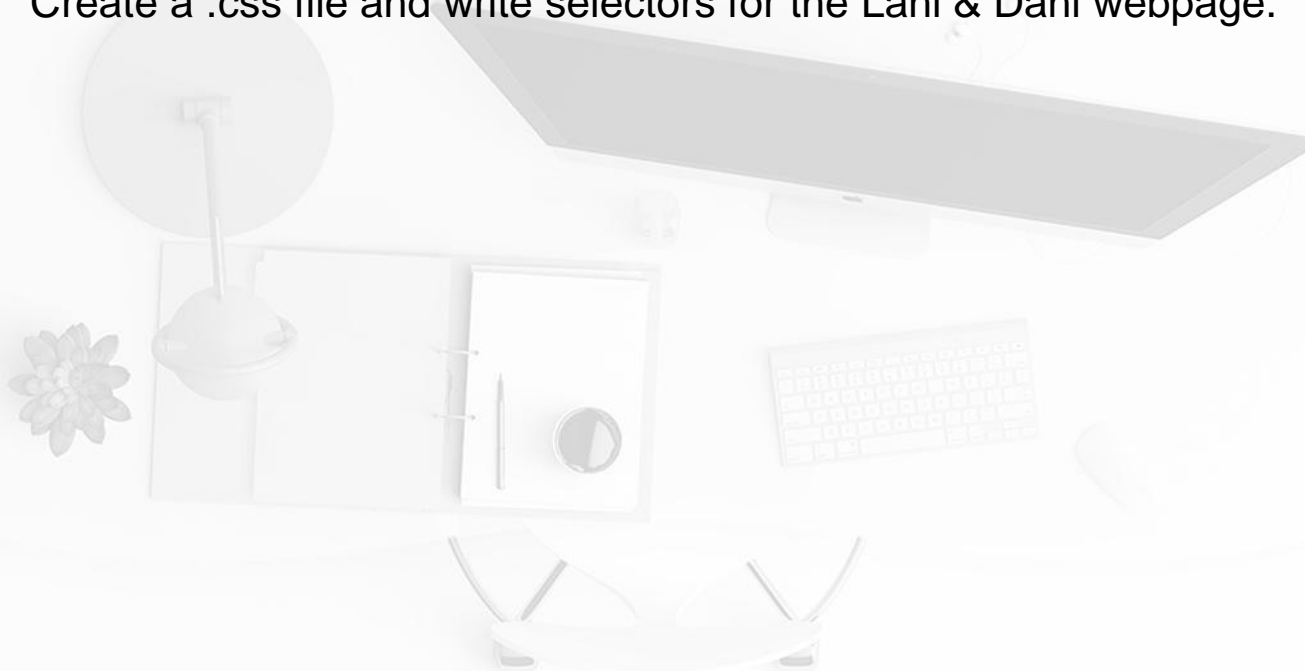 Create a .css file and write selectors for the Lani & Dani webpage.